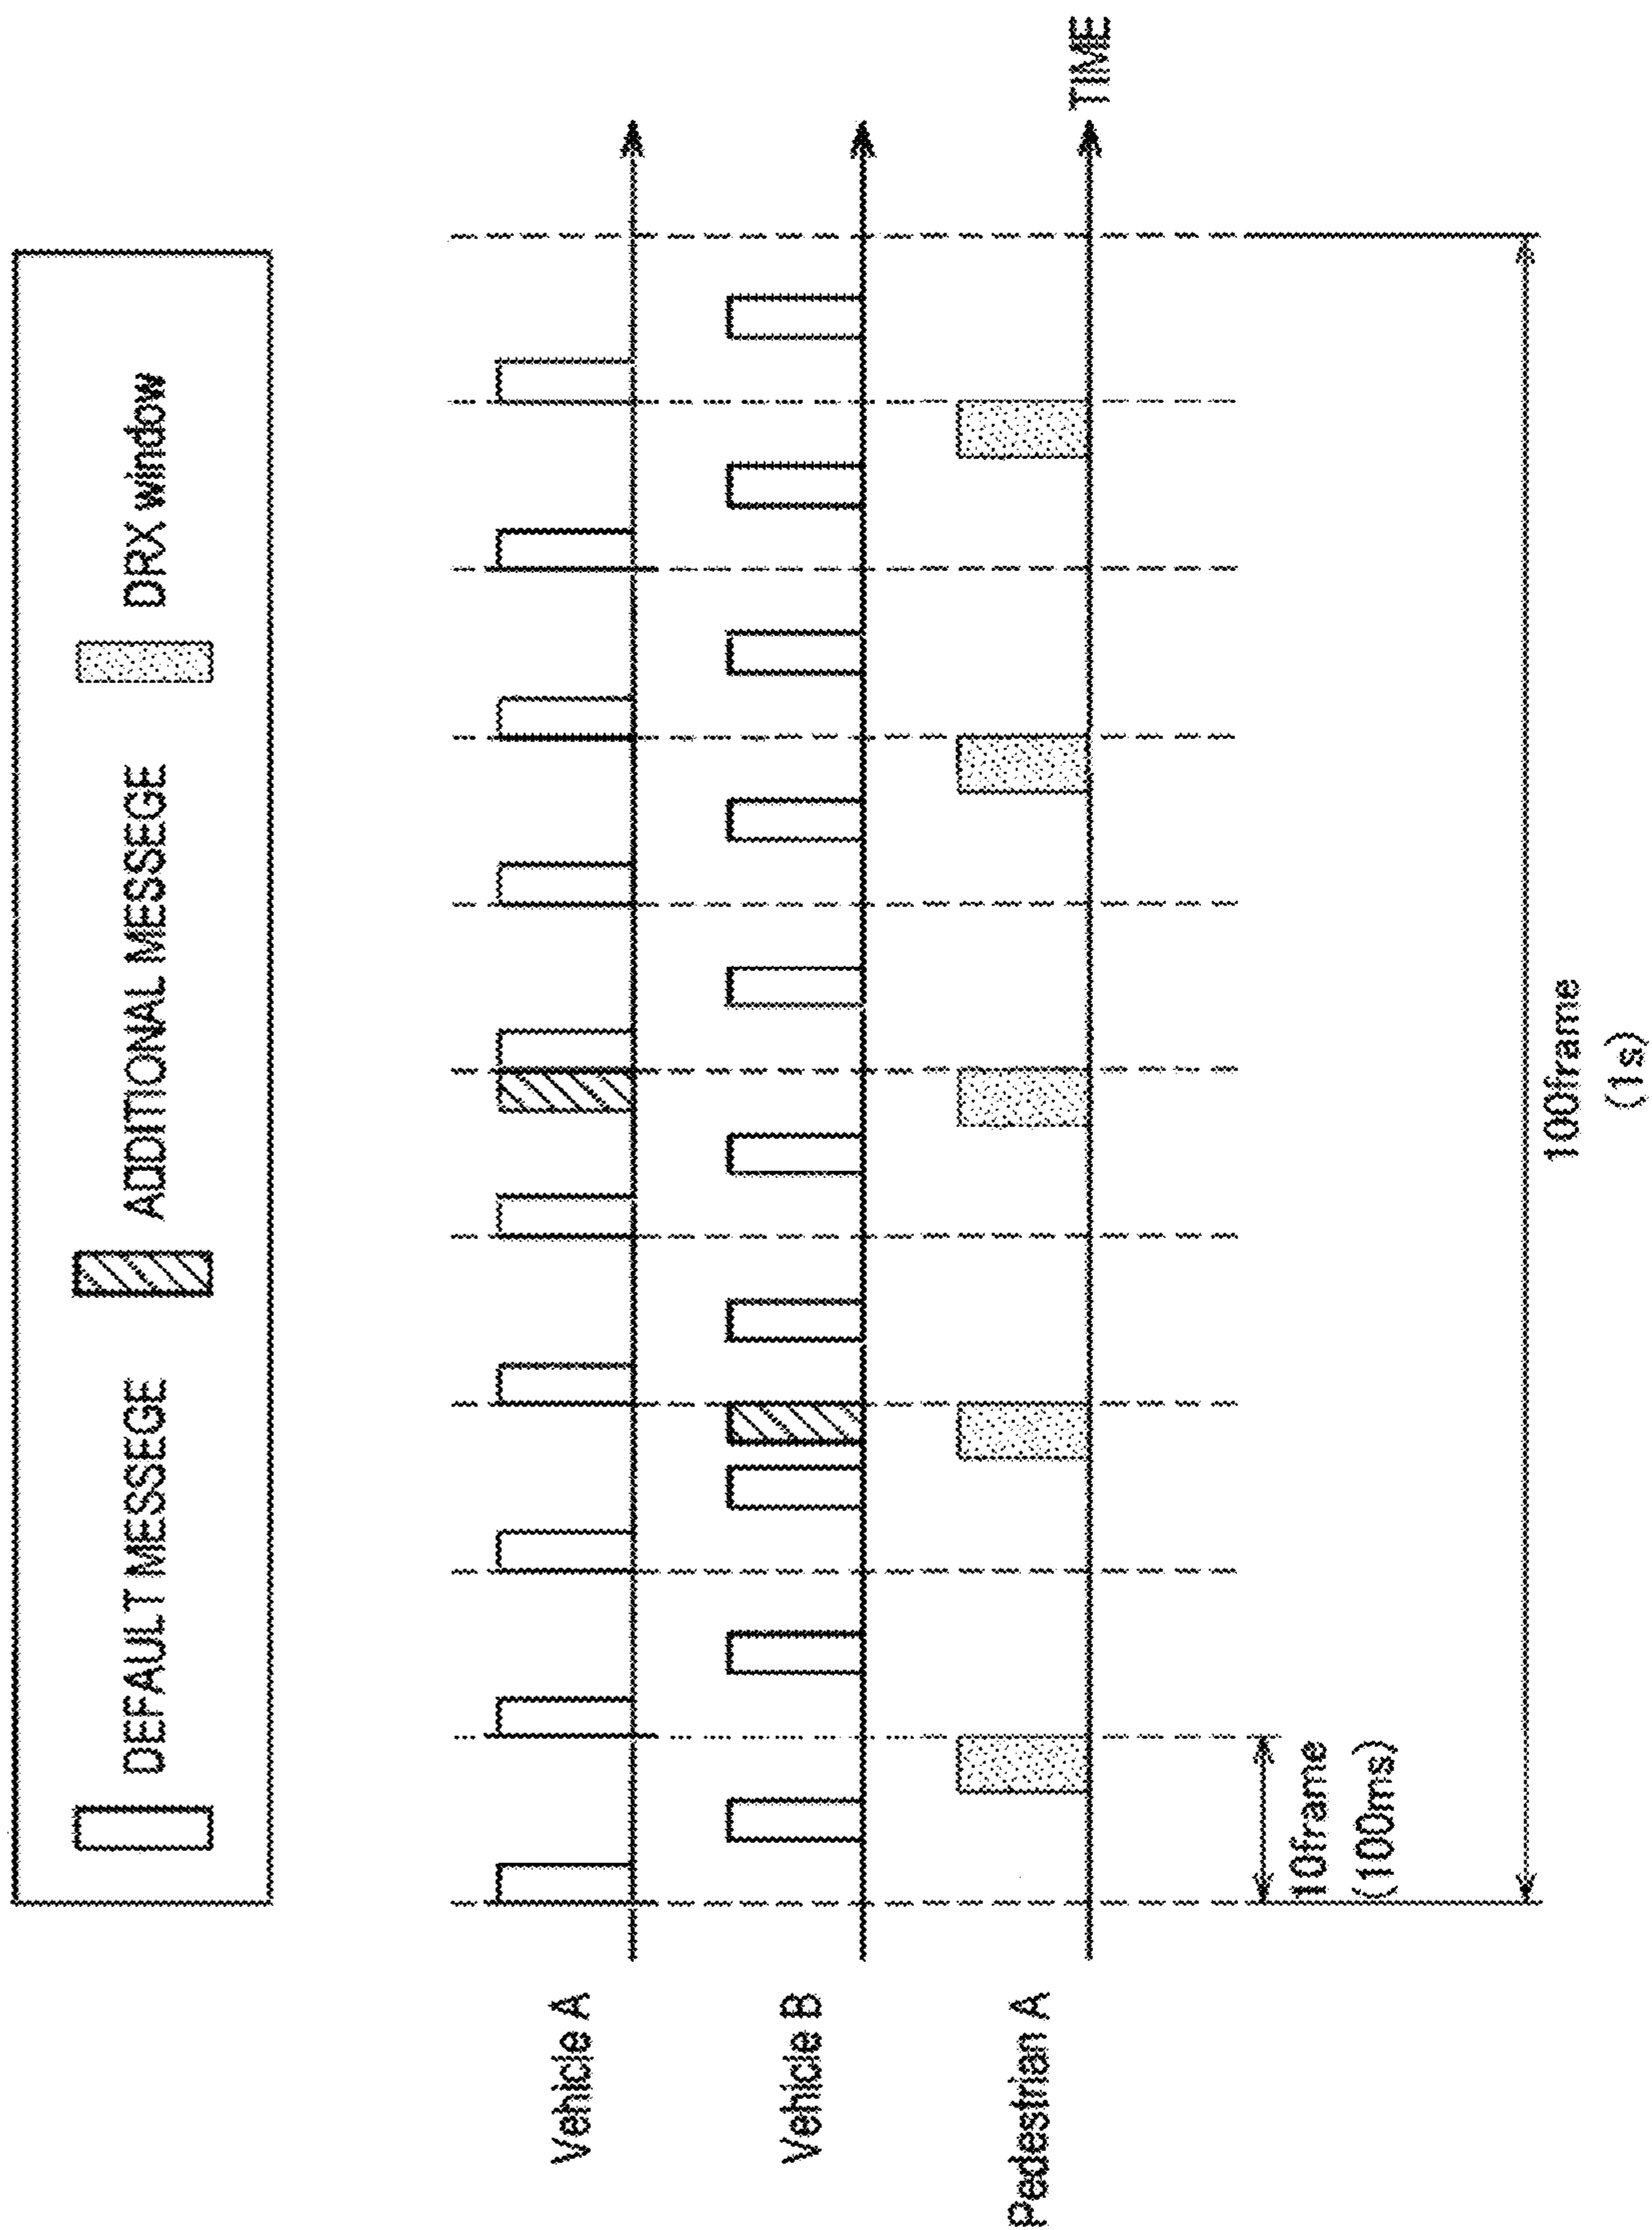 DEFAULT MESSEGE
ADDITIONAL MESSEGE
DRX window
Vehicle A
Vehicle B
Pedestrian A
TIME
10frame
(100ms)
100frame
(1s)